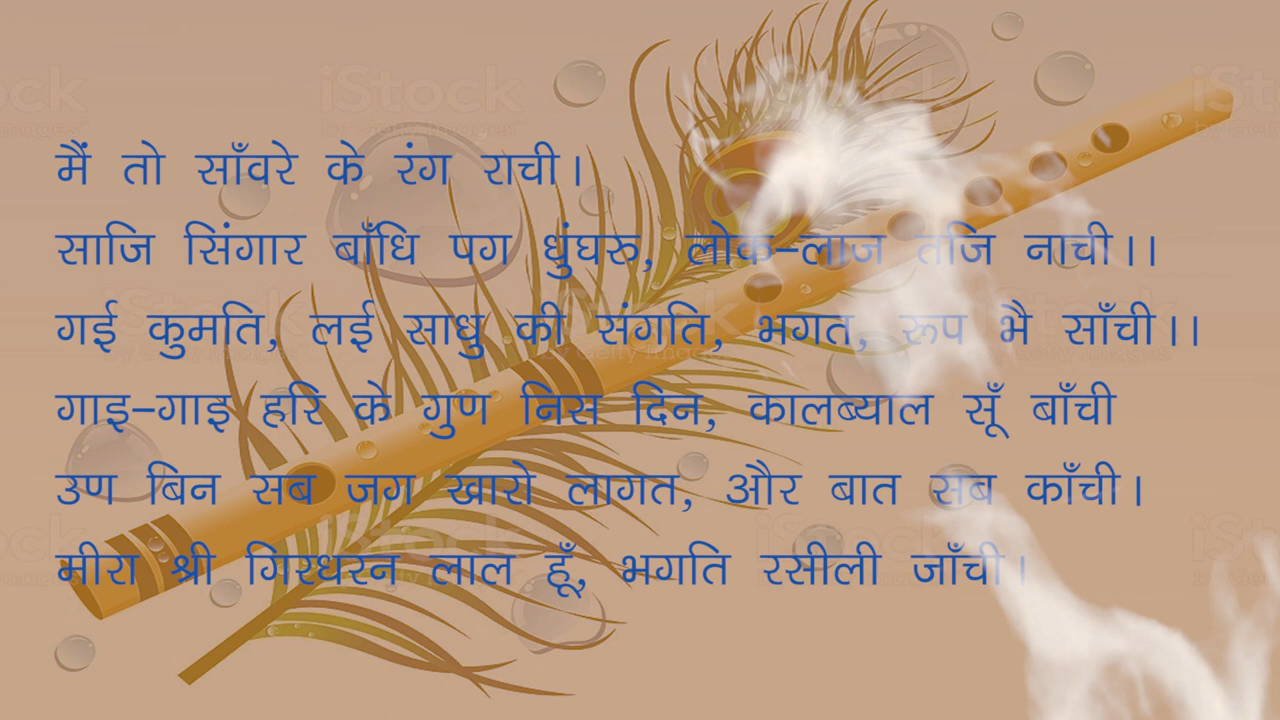 मैं तो साँवरे के रंग राची।
साजि सिंगार बाँधि पग धुंघरु, लोक-लाज तजि नाची।।
गई कुमति, लई साधु की संगति, भगत, रूप भै साँची।।
गाइ-गाइ हरि के गुण निस दिन, कालब्याल सूँ बाँची
उण बिन सब जग खारो लागत, और बात सब काँची।
मीरा श्री गिरधरन लाल हूँ, भगति रसीली जाँची।